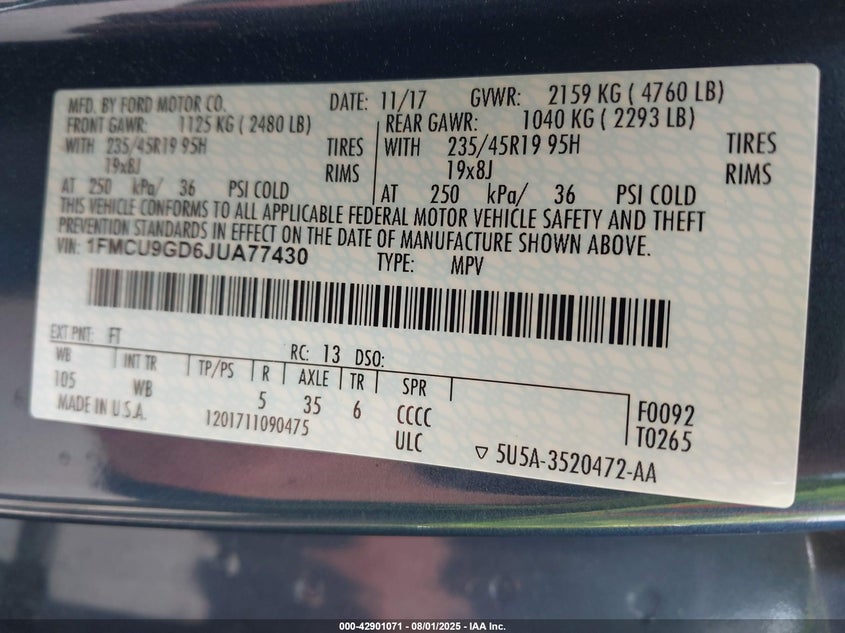 MFD. BY FORD MOTOR CO. DATE: 11/17 GVWR: 2159 KG ( 4760 LB)
FRONT GAWR: 1125 KG ( 2480 LB) REAR GAWR: 1040 KG ( 2293 LB)
WITH 235/45R19 95H TIRES WITH 235/45R19 95H TIRES
19x8J RIMS 19x8J RIMS
AT 250 kPa/ 36 PSI COLD AT 250 kPa/ 36 PSI COLD
THIS VEHICLE CONFORMS TO ALL APPLICABLE FEDERAL MOTOR VEHICLE SAFETY AND THEFT
PREVENTION STANDARDS IN EFFECT ON THE DATE OF MANUFACTURE SHOWN ABOVE.
VIN: 1FMCU9GD6JUA77430 TYPE: MPV
EXT PNT: FT RC: 13 DSO:
WB INT TR TP/PS R AXLE TR SPR
105 WB 5 35 6 CCCC F0092
MADE IN U.S.A. 1201711090475 ULC T0265
▽ 5U5A-3520472-AA
000-42901071 - 08/01/2025 - IAA Inc.